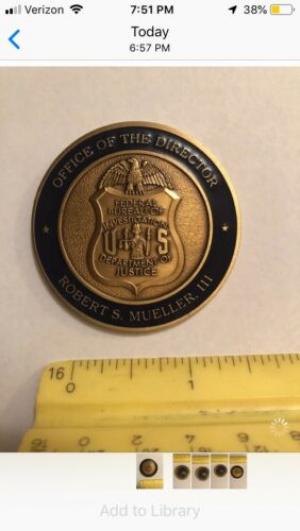 Verizon 7:51 PM 38%
Today
6:57 PM
OFFICE OF THE DIRECTOR
FEDERAL
BUREAU OF
INVESTIGATION
U S
DEPARTMENT OF
JUSTICE
ROBERT S. MUELLER, III
16
0 1
Add to Library